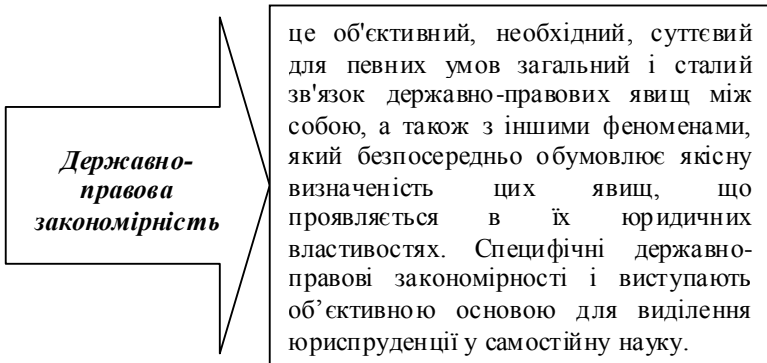 Державно-
правова
закономірність
це об'єктивний, необхідний, суттєвий
для певних умов загальний і сталий
зв'язок державно-правових явищ між
собою, а також з іншими феноменами,
який безпосередньо обумовлює якісну
визначеність цих явищ, що
проявляється в їх юридичних
властивостях. Специфічні державно-
правові закономірності і виступають
об’єктивною основою для виділення
юриспруденції у самостійну науку.